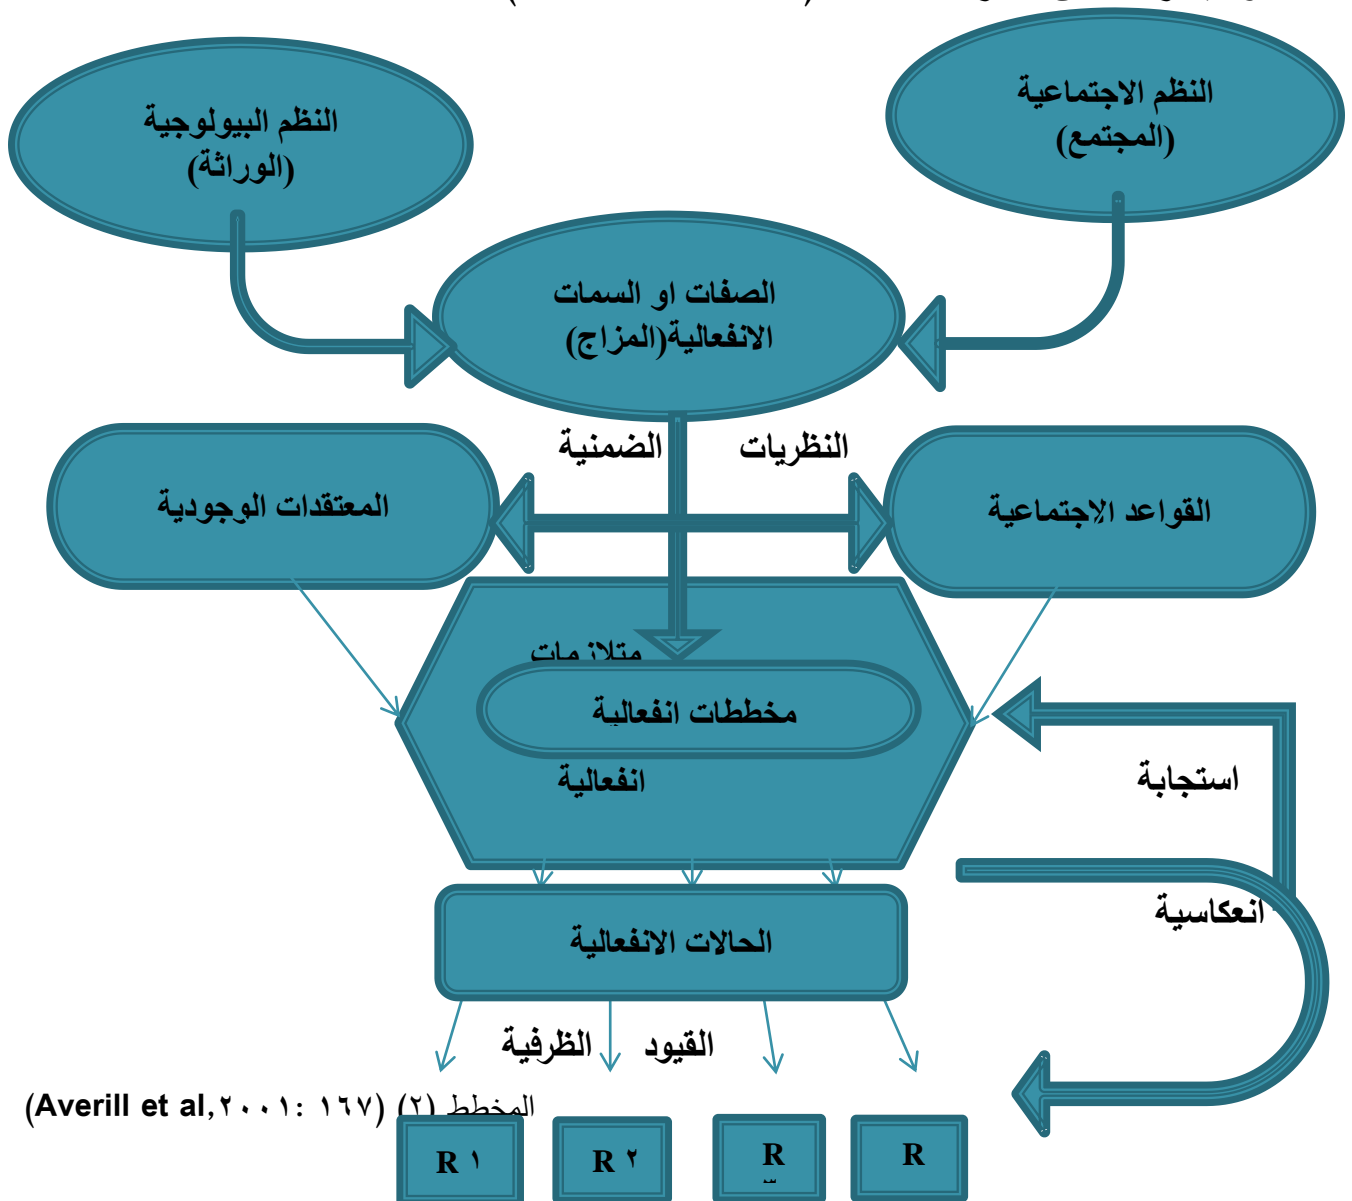 النظم الاجتماعية
(المجتمع)
النظم البيولوجية
(الوراثة)
الصفات او السمات
الانفعالية(المزاج)
النظريات الضمنية
القواعد الاجتماعية
المعتقدات الوجودية
متلازمات
مخططات انفعالية
انفعالية
استجابة
انعكاسية
الحالات الانفعالية
القيود الظرفية
المخطط (٢) (Averill et al,٢٠٠١: ١٦٧)
R ١
R ٢
R
R